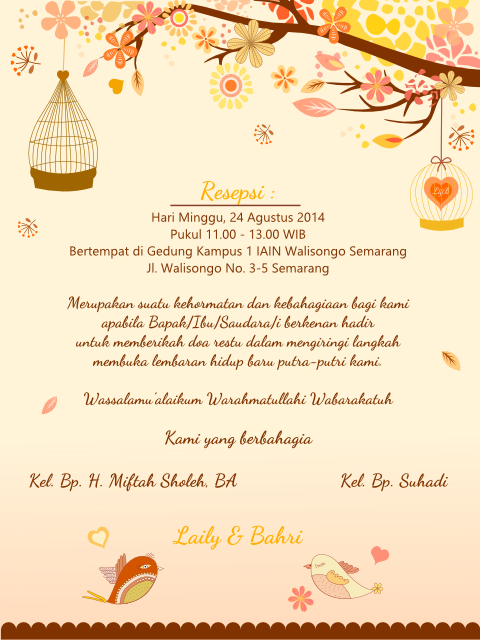 Resepsi :
Hari Minggu, 24 Agustus 2014
Pukul 11.00 - 13.00 WIB
Bertempat di Gedung Kampus 1 IAIN Walisongo Semarang
Jl. Walisongo No. 3-5 Semarang
Merupakan suatu kehormatan dan kebahagiaan bagi kami
apabila Bapak/Ibu/Saudara/i berkenan hadir
untuk memberikah doa restu dalam mengiringi langkah
membuka lembaran hidup baru putra-putri kami.
Wassalamu'alaikum Warahmatullahi Wabarakatuh
Kami yang berbahagia
Kel. Bp. H. Miftah Sholeh, BA Kel. Bp. Suhadi
Laily & Bahri